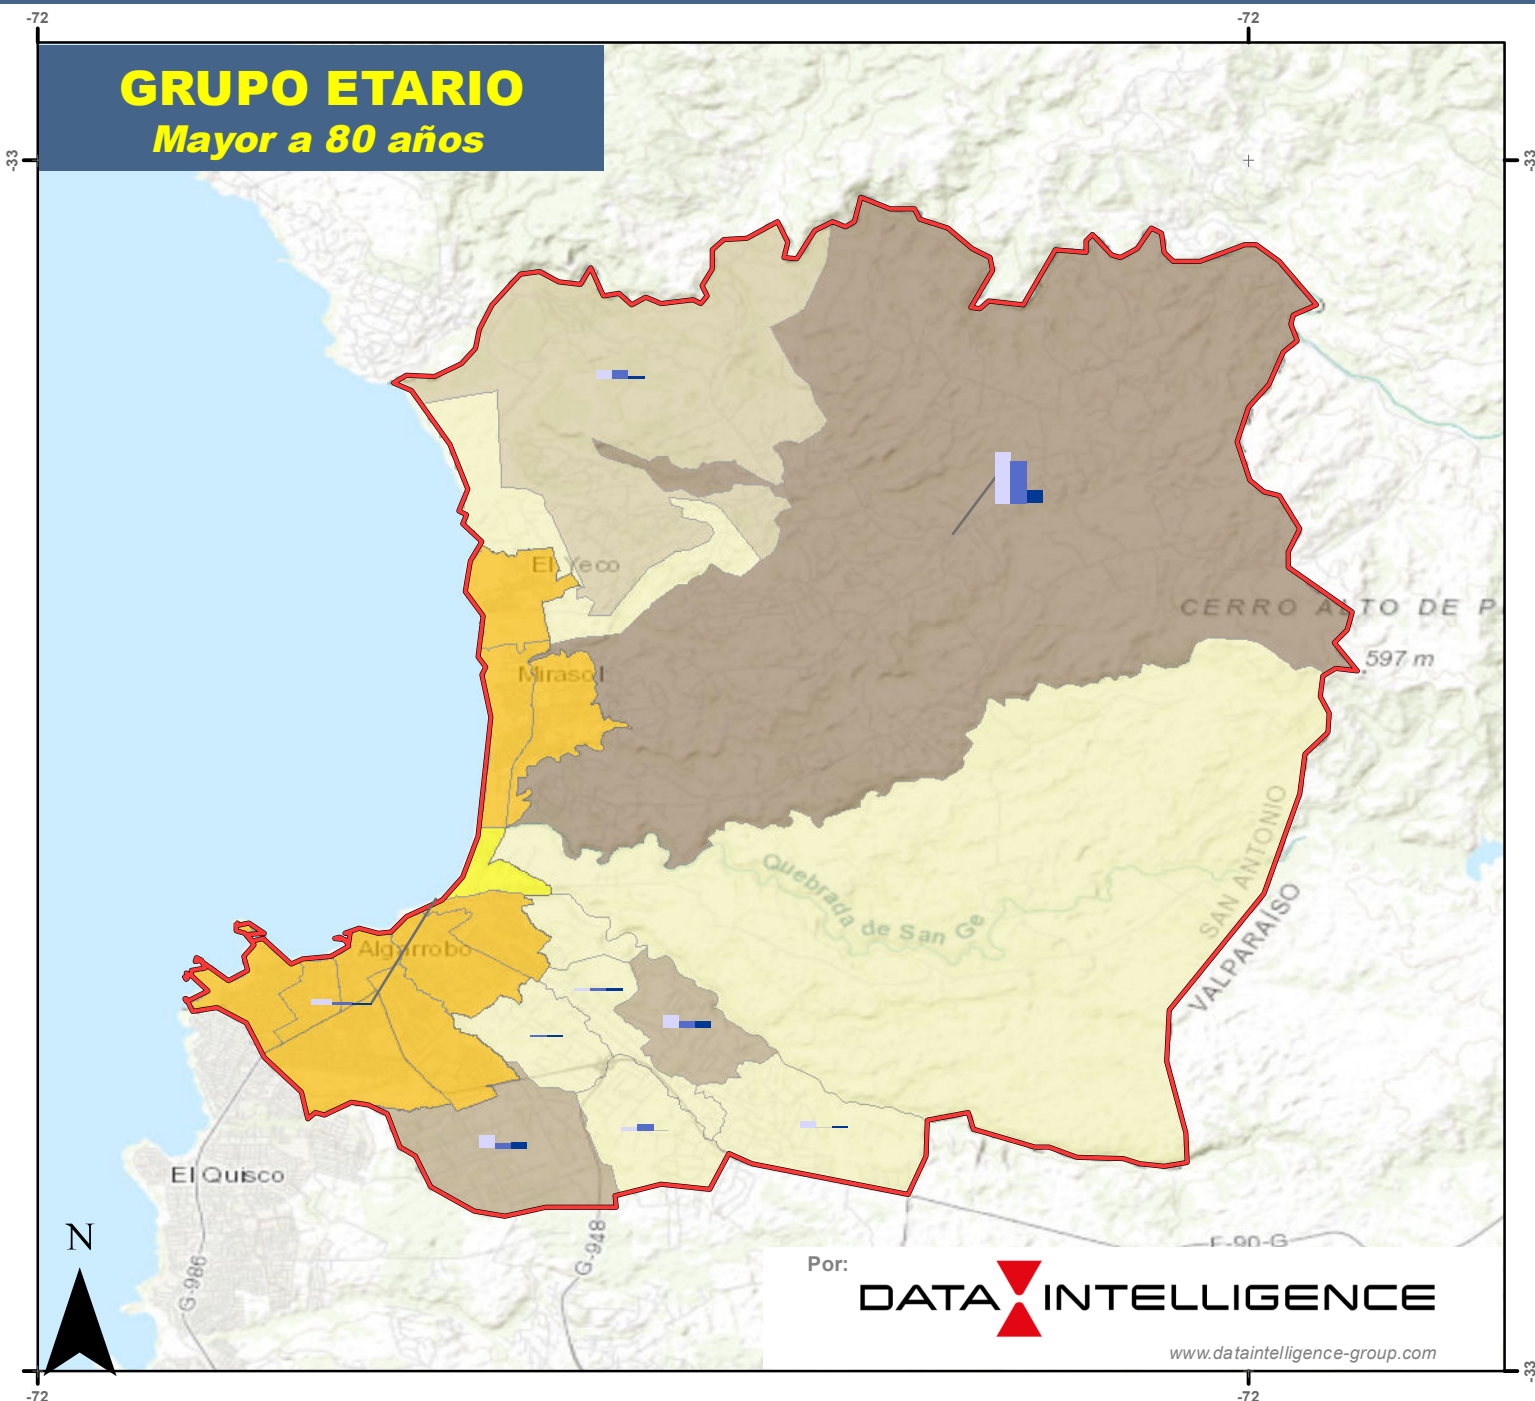 -72
-72
GRUPO ETARIO
Mayor a 80 años
-33
-33
El Yeco
CERRO ALTO DE P
597 m
Mirasol
Quebrada de San Ge
SAN ANTONIO
VALPARAÍSO
Algarrobo
El Quisco
N
G-986
G-948
F-90-G
Por:
DATA INTELLIGENCE
www.dataintelligence-group.com
-33
-72
-72